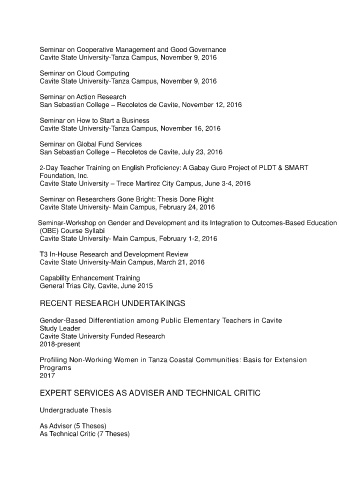 Seminar on Cooperative Management and Good Governance
Cavite State University-Tanza Campus, November 9, 2016
Seminar on Cloud Computing
Cavite State University-Tanza Campus, November 9, 2016
Seminar on Action Research
San Sebastian College – Recoletos de Cavite, November 12, 2016
Seminar on How to Start a Business
Cavite State University-Tanza Campus, November 16, 2016
Seminar on Global Fund Services
San Sebastian College – Recoletos de Cavite, July 23, 2016
2-Day Teacher Training on English Proficiency: A Gabay Guro Project of PLDT & SMART
Foundation, Inc.
Cavite State University – Trece Martirez City Campus, June 3-4, 2016
Seminar on Researchers Gone Bright: Thesis Done Right
Cavite State University- Main Campus, February 24, 2016
Seminar-Workshop on Gender and Development and its Integration to Outcomes-Based Education
(OBE) Course Syllabi
Cavite State University- Main Campus, February 1-2, 2016
T3 In-House Research and Development Review
Cavite State University-Main Campus, March 21, 2016
Capability Enhancement Training
General Trias City, Cavite, June 2015
RECENT RESEARCH UNDERTAKINGS
Gender-Based Differentiation among Public Elementary Teachers in Cavite
Study Leader
Cavite State University Funded Research
2018-present
Profiling Non-Working Women in Tanza Coastal Communities: Basis for Extension
Programs
2017
EXPERT SERVICES AS ADVISER AND TECHNICAL CRITIC
Undergraduate Thesis
As Adviser (5 Theses)
As Technical Critic (7 Theses)